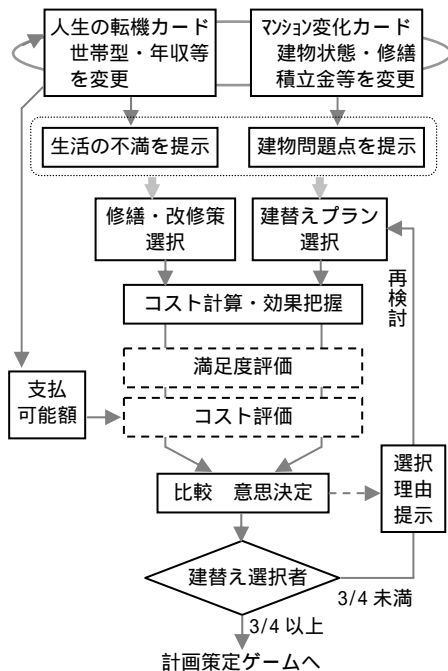 人生の転機カード
世帯型・年収等
を変更
マンション変化カード
建物状態・修繕
積立金等を変更
生活の不満を提示
建物問題点を提示
修繕・改修策
選択
建替えプラン
選択
再検討
コスト計算・効果把握
満足度評価
支払
可能額
コスト評価
比較　意思決定
選択
理由
提示
建替え選択者
3/4 未満
3/4 以上
計画策定ゲームへ